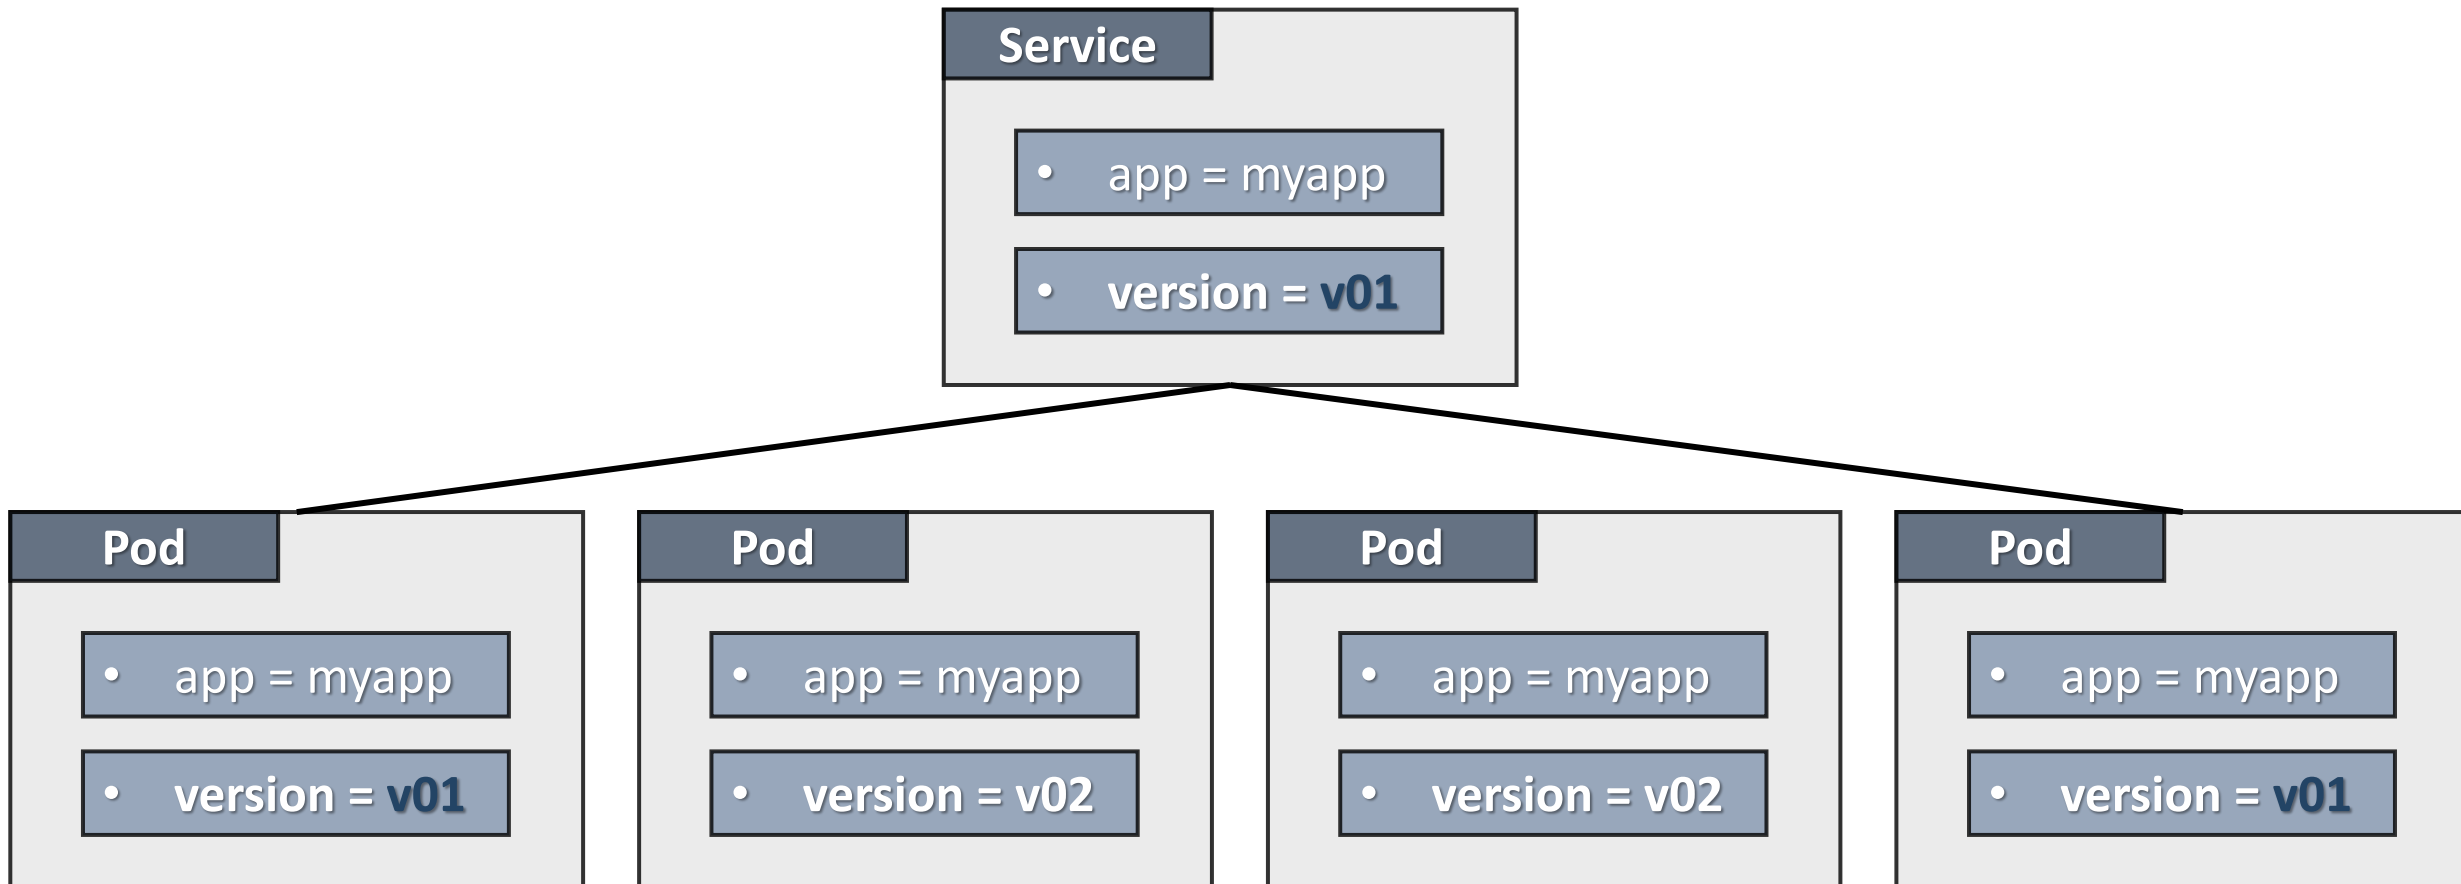 Service
• app = myapp
• version = v01
Pod
• app = myapp
• version = v01
Pod
• app = myapp
• version = v02
Pod
• app = myapp
• version = v02
Pod
• app = myapp
• version = v01